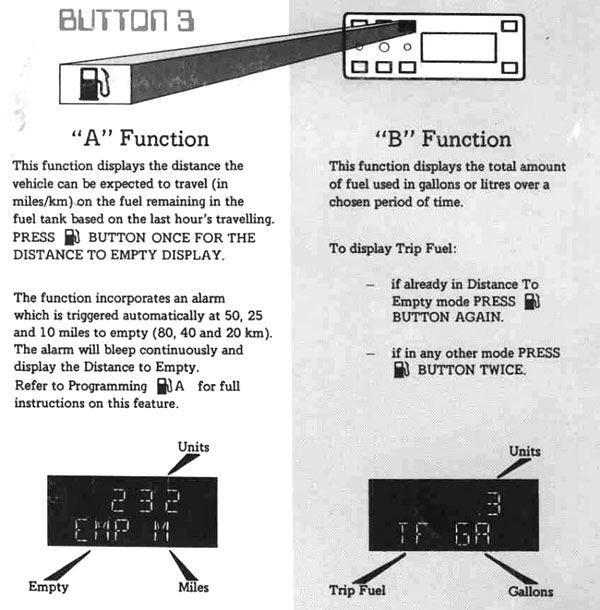 BUTTON 3
"A" Function
This function displays the distance the
vehicle can be expected to travel (in
miles/km) on the fuel remaining in the
fuel tank based on the last hour's travelling.
PRESS BUTTON ONCE FOR THE
DISTANCE TO EMPTY DISPLAY.
The function incorporates an alarm
which is triggered automatically at 50, 25
and 10 miles to empty (80, 40 and 20 km).
The alarm will bleep continuously and
display the Distance to Empty.
Refer to Programming A for full
instructions on this feature.
Units
232
EMP M
Empty
Miles
"B" Function
This function displays the total amount
of fuel used in gallons or litres over a
chosen period of time.
To display Trip Fuel:
– if already in Distance To
Empty mode PRESS
BUTTON AGAIN.
– if in any other mode PRESS
BUTTON TWICE.
Units
3
TF GA
Trip Fuel
Gallons